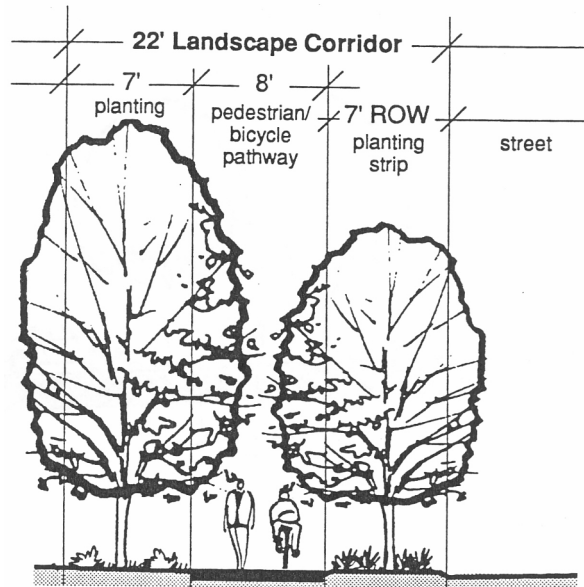 22' Landscape Corridor
7'
planting
8'
pedestrian/
bicycle
pathway
7' ROW
planting
strip
street